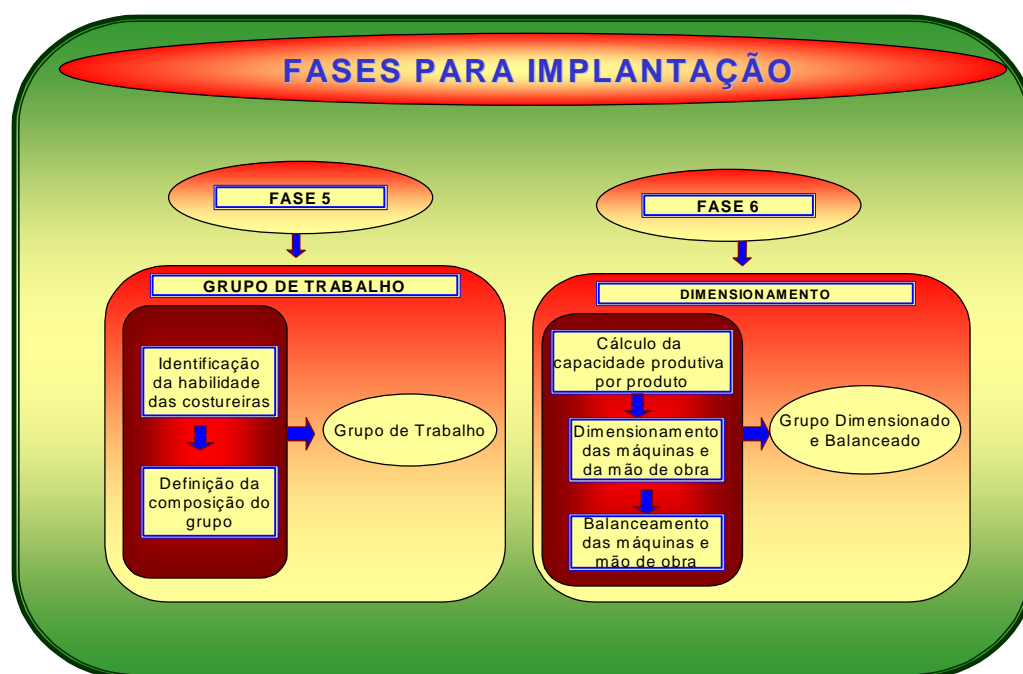 FASES PARA IMPLANTAÇÃO
FASE 5
GRUPO DE TRABALHO
Identificação
da habilidade
das costureiras
Definição da
composição do
grupo
Grupo de Trabalho
FASE 6
DIMENSIONAMENTO
Cálculo da
capacidade produtiva
por produto
Dimensionamento
das máquinas e
da mão de obra
Balanceamento
das máquinas e
mão de obra
Grupo Dimensionado
e Balanceado